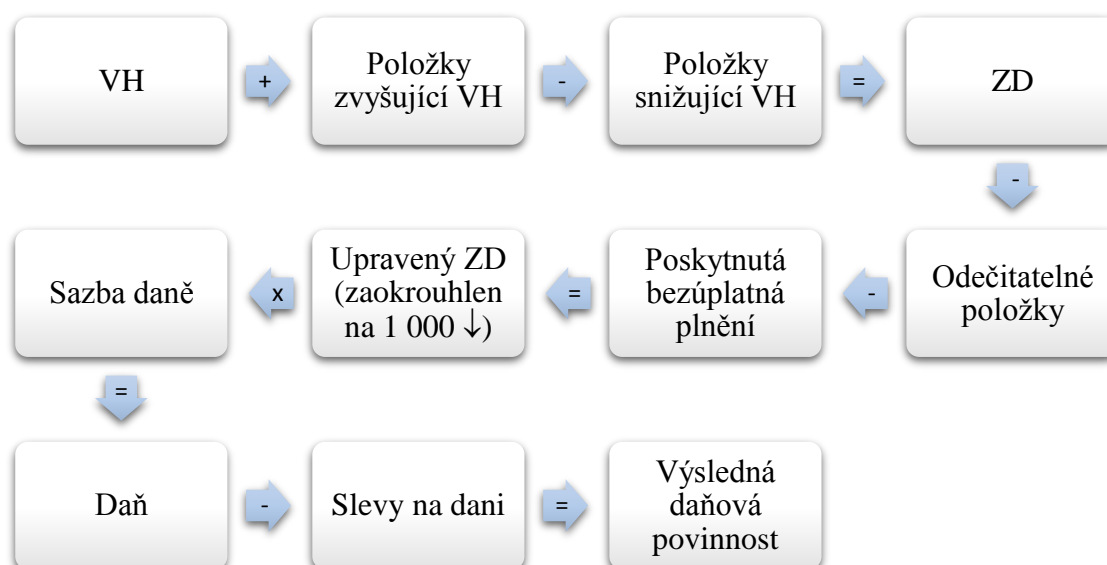 VH
+
Položky
zvyšující VH
-
Položky
snižující VH
=
ZD
-
Odečitatelné
položky
-
Poskytnutá
bezúplatná
plnění
=
Upravený ZD
(zaokrouhlen
na 1 000 ↓)
x
Sazba daně
=
Daň
-
Slevy na dani
=
Výsledná
daňová
povinnost